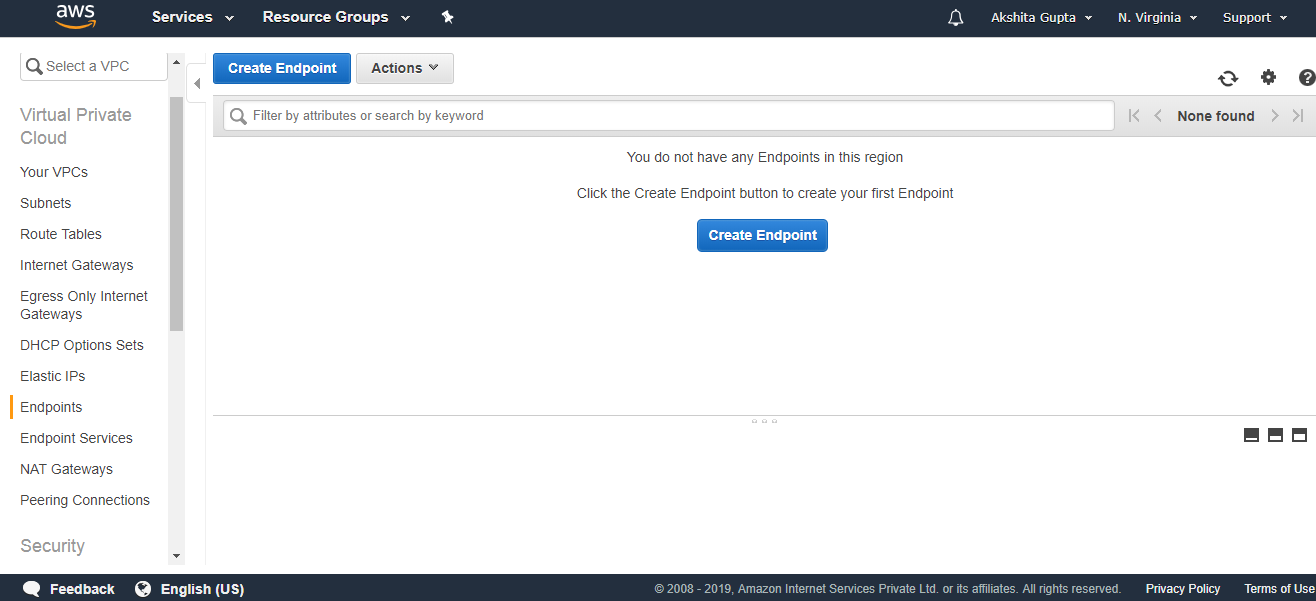 aws Services Resource Groups Akshita Gupta N. Virginia Support
Select a VPC
Virtual Private
Cloud
Your VPCs
Subnets
Route Tables
Internet Gateways
Egress Only Internet
Gateways
DHCP Options Sets
Elastic IPs
Endpoints
Endpoint Services
NAT Gateways
Peering Connections
Security
Create Endpoint Actions
Filter by attributes or search by keyword None found
You do not have any Endpoints in this region
Click the Create Endpoint button to create your first Endpoint
Create Endpoint
Feedback English (US) © 2008 - 2019, Amazon Internet Services Private Ltd. or its affiliates. All rights reserved. Privacy Policy Terms of Use